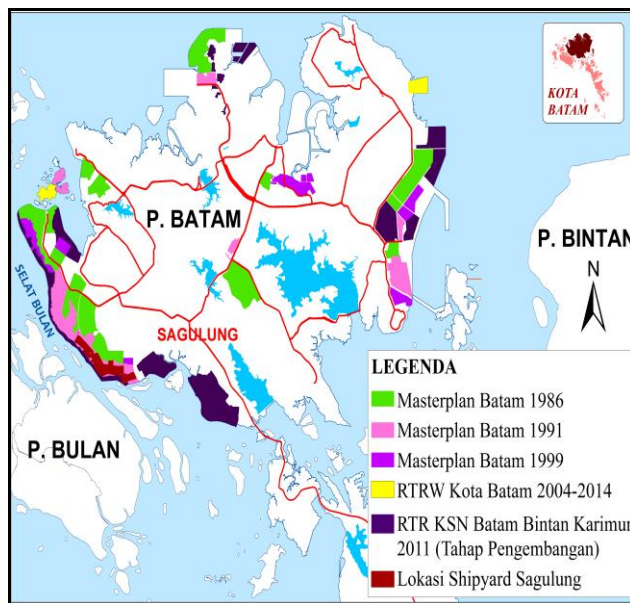 KOTA
BATAM
P. BATAM
P. BINTAN
N
SELAT BULAN
SAGULUNG
P. BULAN
LEGENDA
Masterplan Batam 1986
Masterplan Batam 1991
Masterplan Batam 1999
RTRW Kota Batam 2004-2014
RTR KSN Batam Bintan Karimun
2011 (Tahap Pengembangan)
Lokasi Shipyard Sagulung